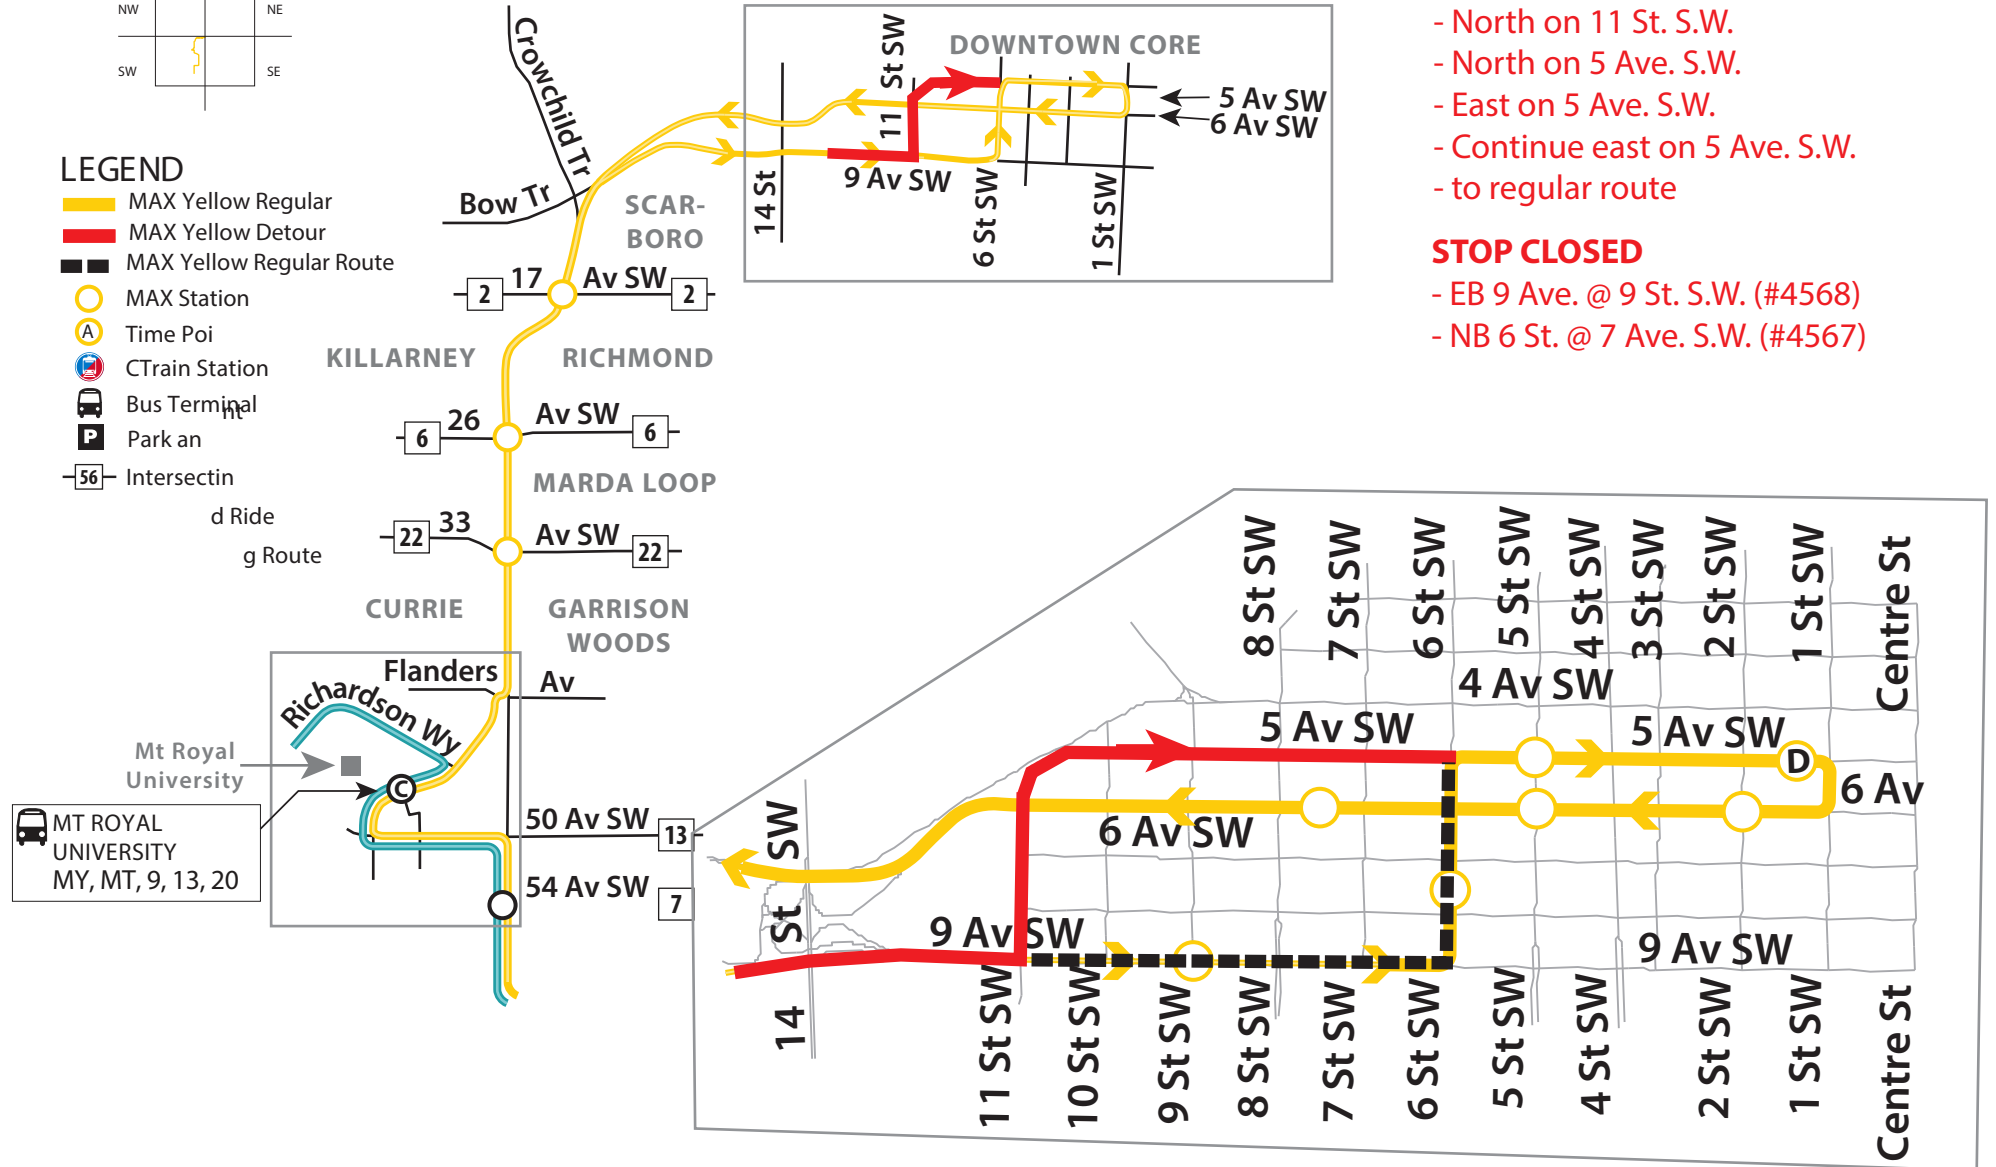 NW
NE
SW
SE
LEGEND
MAX Yellow Regular
MAX Yellow Detour
MAX Yellow Regular Route
MAX Station
A
Time Poi
CTrain Station
Bus Terminal
nt
P
Park an
56
Intersectin
d Ride
g Route
Crowchild Tr
Bow Tr
SCAR-
BORO
2
17
Av SW
2
KILLARNEY
RICHMOND
6
26
Av SW
6
MARDA LOOP
22
33
Av SW
22
CURRIE
GARRISON
WOODS
Flanders
Av
Richardson Wy
Mt Royal
University
C
MT ROYAL
UNIVERSITY
MY, MT, 9, 13, 20
50 Av SW
13
54 Av SW
7
DOWNTOWN CORE
11 St SW
5 Av SW
6 Av SW
9 Av SW
14 St
6 St SW
1 St SW
- North on 11 St. S.W.
- North on 5 Ave. S.W.
- East on 5 Ave. S.W.
- Continue east on 5 Ave. S.W.
- to regular route
STOP CLOSED
- EB 9 Ave. @ 9 St. S.W. (#4568)
- NB 6 St. @ 7 Ave. S.W. (#4567)
8 St SW
7 St SW
6 St SW
5 St SW
4 St SW
3 St SW
2 St SW
1 St SW
Centre St
4 Av SW
5 Av SW
5 Av SW
D
6 Av
6 Av SW
14 St SW
9 Av SW
9 Av SW
11 St SW
10 St SW
9 St SW
8 St SW
7 St SW
6 St SW
5 St SW
4 St SW
2 St SW
1 St SW
Centre St